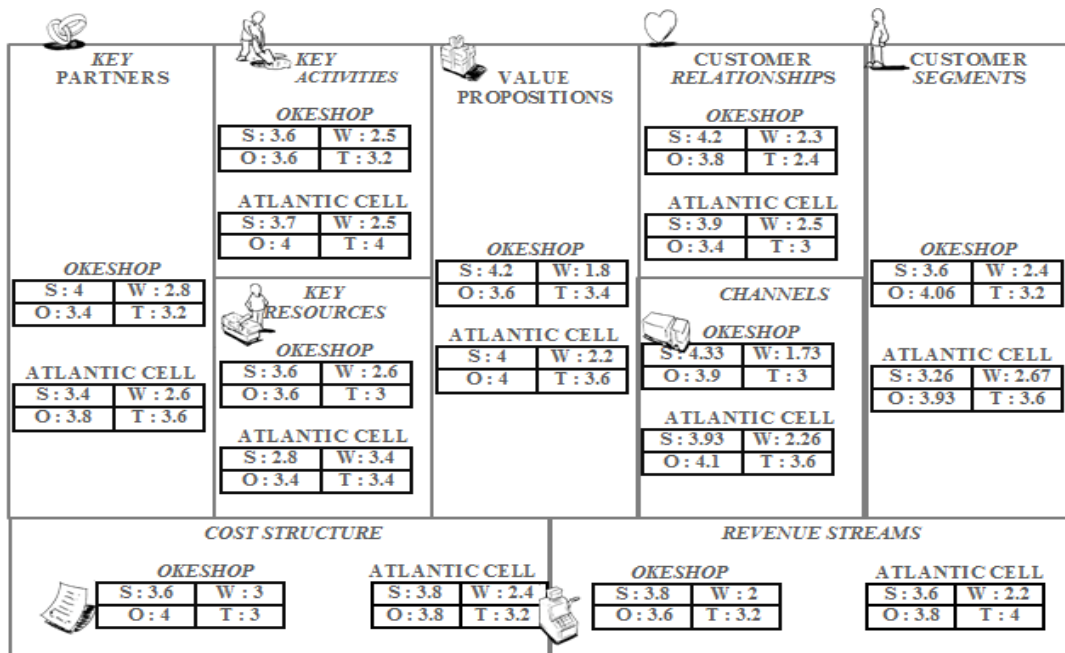 KEY
PARTNERS
OKESHOP
S : 4 W : 2.8
O : 3.4 T : 3.2
ATLANTIC CELL
S : 3.4 W : 2.6
O : 3.8 T : 3.6
KEY
ACTIVITIES
OKESHOP
S : 3.6 W : 2.5
O : 3.6 T : 3.2
ATLANTIC CELL
S : 3.7 W : 2.5
O : 4 T : 4
KEY
RESOURCES
OKESHOP
S : 3.6 W : 2.6
O : 3.6 T : 3
ATLANTIC CELL
S : 2.8 W : 3.4
O : 3.4 T : 3.4
VALUE
PROPOSITIONS
OKESHOP
S : 4.2 W : 1.8
O : 3.6 T : 3.4
ATLANTIC CELL
S : 4 W : 2.2
O : 4 T : 3.6
CUSTOMER
RELATIONSHIPS
OKESHOP
S : 4.2 W : 2.3
O : 3.8 T : 2.4
ATLANTIC CELL
S : 3.9 W : 2.5
O : 3.4 T : 3
CHANNELS
OKESHOP
S : 4.33 W : 1.73
O : 3.9 T : 3
ATLANTIC CELL
S : 3.93 W : 2.26
O : 4.1 T : 3.6
CUSTOMER
SEGMENTS
OKESHOP
S : 3.6 W : 2.4
O : 4.06 T : 3.2
ATLANTIC CELL
S : 3.26 W : 2.67
O : 3.93 T : 3.6
COST STRUCTURE
OKESHOP
S : 3.6 W : 3
O : 4 T : 3
ATLANTIC CELL
S : 3.8 W : 2.4
O : 3.8 T : 3.2
REVENUE STREAMS
OKESHOP
S : 3.8 W : 2
O : 3.6 T : 3.2
ATLANTIC CELL
S : 3.6 W : 2.2
O : 3.8 T : 4